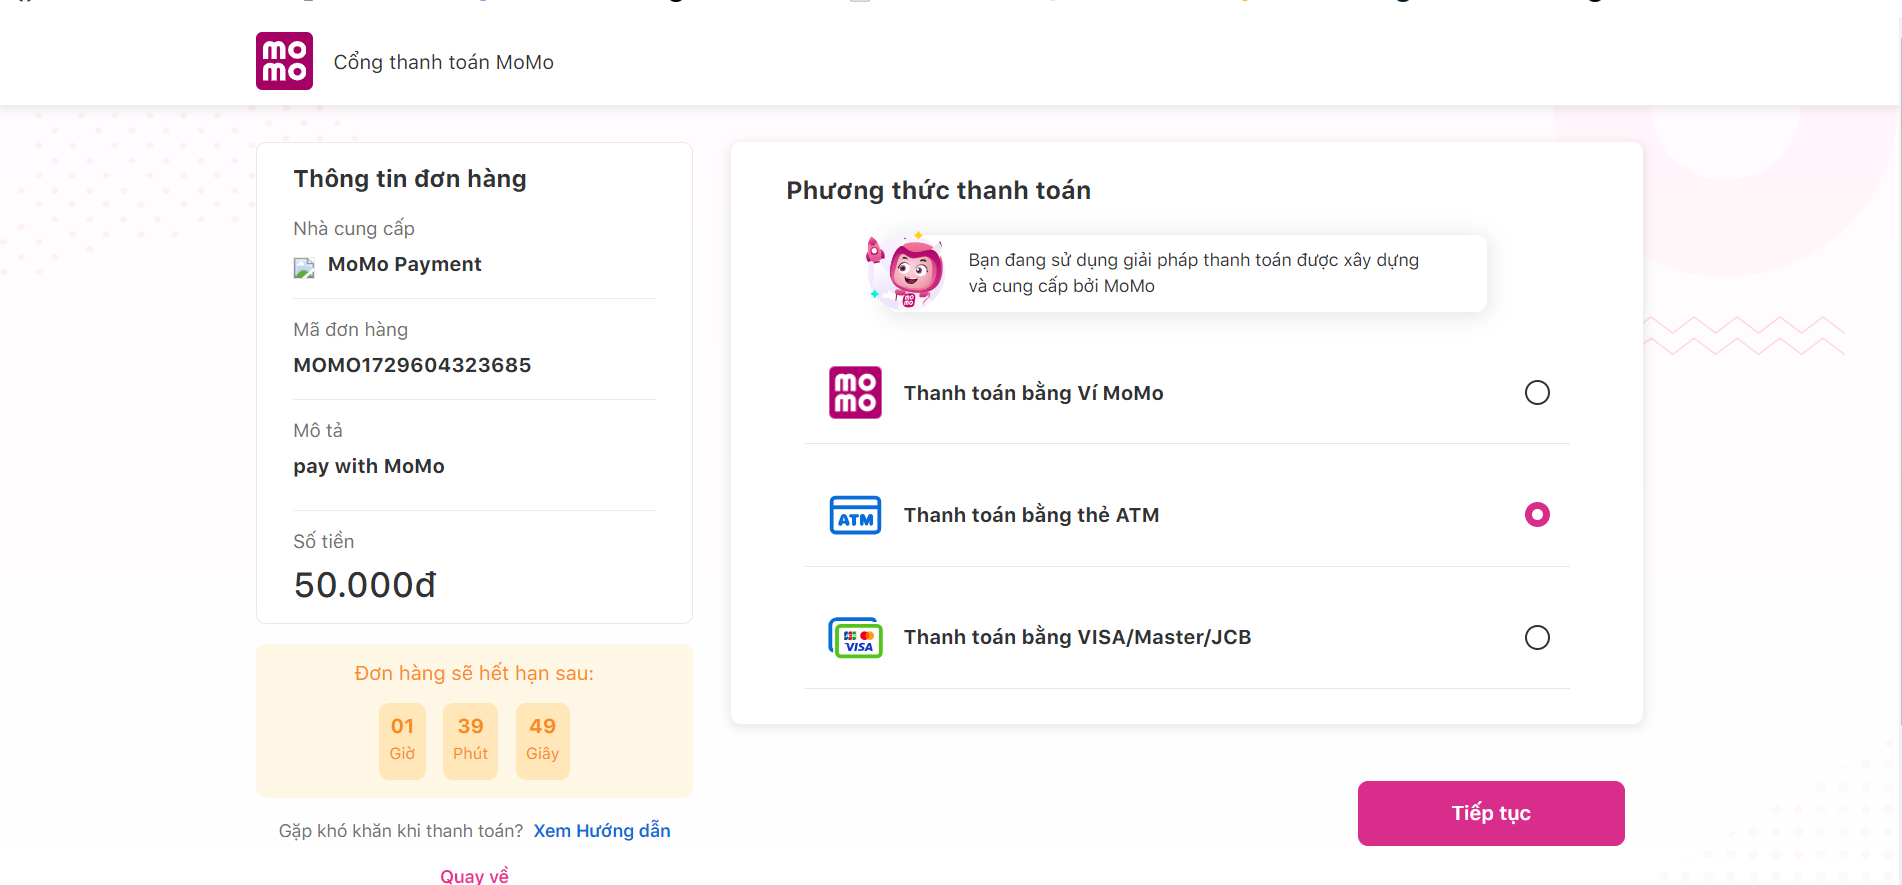 momo
Cổng thanh toán MoMo
Thông tin đơn hàng
Nhà cung cấp
MoMo Payment
Mã đơn hàng
MOMO1729604323685
Mô tả
pay with MoMo
Số tiền
50.000đ
Đơn hàng sẽ hết hạn sau:
01 39 49
Giờ Phút Giây
Gặp khó khăn khi thanh toán? Xem Hướng dẫn
Quay về
Phương thức thanh toán
momo
Bạn đang sử dụng giải pháp thanh toán được xây dựng
và cung cấp bởi MoMo
momo
Thanh toán bằng Ví MoMo
ATM
Thanh toán bằng thẻ ATM
JCB
VISA
Thanh toán bằng VISA/Master/JCB
Tiếp tục